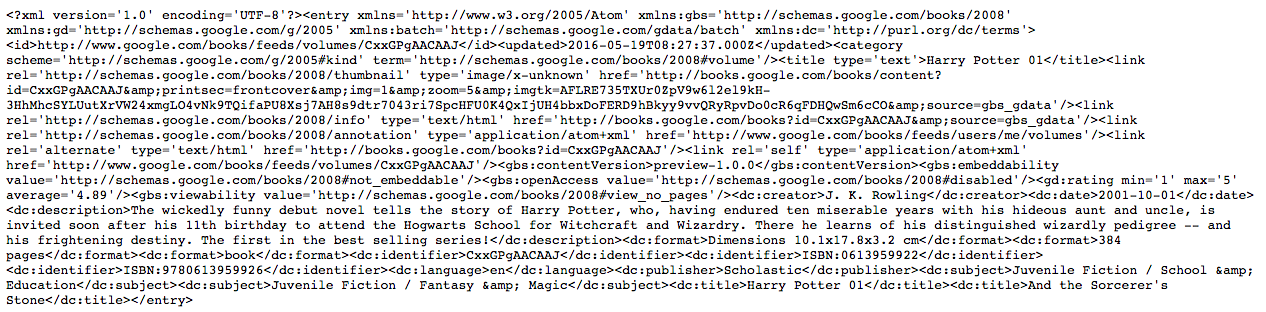 <?xml version='1.0' encoding='UTF-8'?><entry xmlns='http://www.w3.org/2005/Atom' xmlns:gbs='http://schemas.google.com/books/2008'
xmlns:gd='http://schemas.google.com/g/2005' xmlns:batch='http://schemas.google.com/gdata/batch' xmlns:dc='http://purl.org/dc/terms'>
<id>http://www.google.com/books/feeds/volumes/CxxGPgAACAAJ</id><updated>2016-05-19T08:27:37.000Z</updated><category
scheme='http://schemas.google.com/g/2005#kind' term='http://schemas.google.com/books/2008#volume'/><title type='text'>Harry Potter 01</title><link
rel='http://schemas.google.com/books/2008/thumbnail' type='image/x-unknown' href='http://books.google.com/books/content?
id=CxxGPgAACAAJ&amp;printsec=frontcover&amp;img=1&amp;zoom=5&amp;imgtk=AFLRE735TXUr0ZpV9w6l2el9kH-
3HhMhcSYLUutXrVW24xmgLO4vNk9TQifaPU8Xsj7AH8s9dtr7043ri7SpcHFU0K4QxIjUH4bbxDoFERD9hBkyy9vvQRyRpvDo0cR6qFDHQwSm6cCO&amp;source=gbs_gdata'/><link
rel='http://schemas.google.com/books/2008/info' type='text/html' href='http://books.google.com/books?id=CxxGPgAACAAJ&amp;source=gbs_gdata'/><link
rel='http://schemas.google.com/books/2008/annotation' type='application/atom+xml' href='http://www.google.com/books/feeds/users/me/volumes'/><link
rel='alternate' type='text/html' href='http://books.google.com/books?id=CxxGPgAACAAJ'/><link rel='self' type='application/atom+xml'
href='http://www.google.com/books/feeds/volumes/CxxGPgAACAAJ'/><gbs:contentVersion>preview-1.0.0</gbs:contentVersion><gbs:embeddability
value='http://schemas.google.com/books/2008#not_embeddable'/><gbs:openAccess value='http://schemas.google.com/books/2008#disabled'/><gd:rating min='1' max='5'
average='4.89'/><gbs:viewability value='http://schemas.google.com/books/2008#view_no_pages'/><dc:creator>J. K. Rowling</dc:creator><dc:date>2001-10-01</dc:date>
<dc:description>The wickedly funny debut novel tells the story of Harry Potter, who, having endured ten miserable years with his hideous aunt and uncle, is
invited soon after his 11th birthday to attend the Hogwarts School for Witchcraft and Wizardry. There he learns of his distinguished wizardly pedigree -- and
his frightening destiny. The first in the best selling series!</dc:description><dc:format>Dimensions 10.1x17.8x3.2 cm</dc:format><dc:format>384
pages</dc:format><dc:format>book</dc:format><dc:identifier>CxxGPgAACAAJ</dc:identifier><dc:identifier>ISBN:0613959922</dc:identifier>
<dc:identifier>ISBN:9780613959926</dc:identifier><dc:language>en</dc:language><dc:publisher>Scholastic</dc:publisher><dc:subject>Juvenile Fiction / School &amp;
Education</dc:subject><dc:subject>Juvenile Fiction / Fantasy &amp; Magic</dc:subject><dc:title>Harry Potter 01</dc:title><dc:title>And the Sorcerer's
Stone</dc:title></entry>